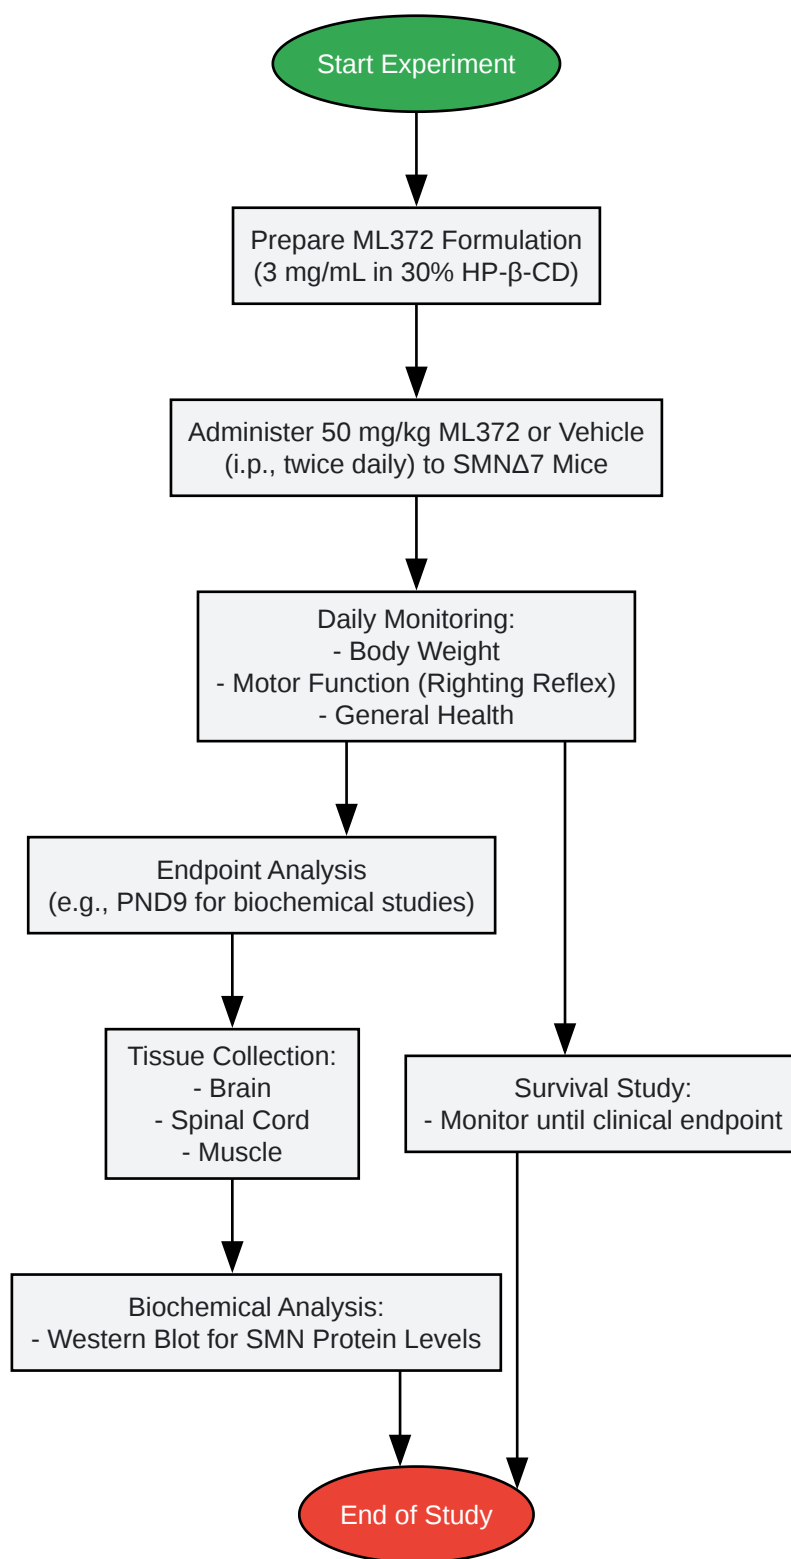 Start Experiment
Prepare ML372 Formulation
(3 mg/mL in 30% HP-β-CD)
Administer 50 mg/kg ML372 or Vehicle
(i.p., twice daily) to SMNΔ7 Mice
Daily Monitoring:
- Body Weight
- Motor Function (Righting Reflex)
- General Health
Endpoint Analysis
(e.g., PND9 for biochemical studies)
Tissue Collection:
- Brain
- Spinal Cord
- Muscle
Survival Study:
- Monitor until clinical endpoint
Biochemical Analysis:
- Western Blot for SMN Protein Levels
End of Study